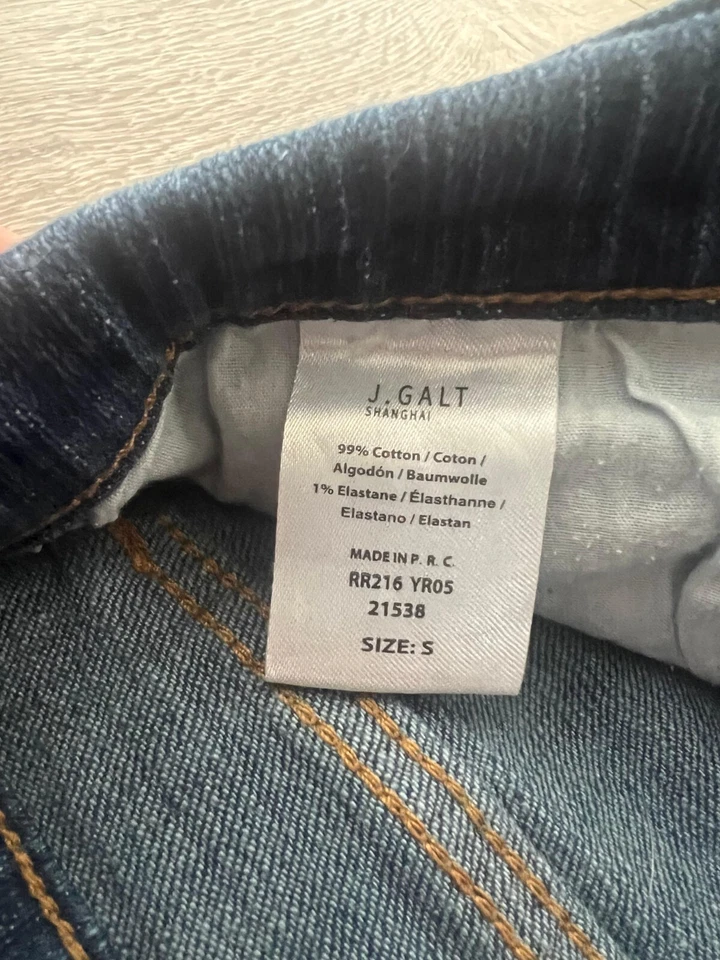 J.GALT
SHANGHAI
99% Cotton / Coton /
Algodón / Baumwolle
1% Elastane / Élasthanne /
Elastano / Elastan
MADE IN P. R. C.
RR216 YR05
21538
SIZE: S